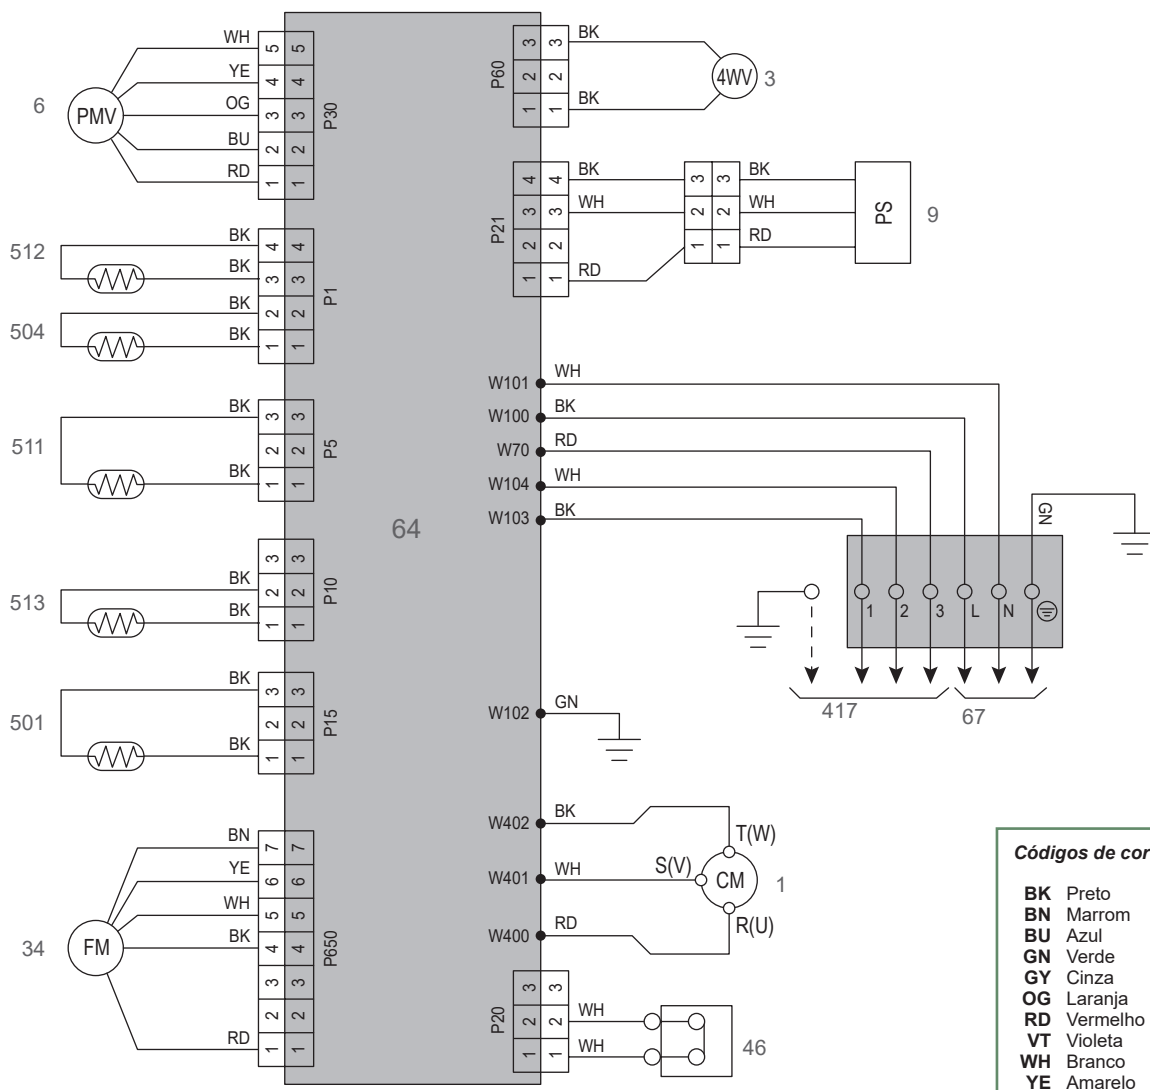 6
PMV
WH
YE
OG
BU
RD
5 5
4 4
3 3
2 2
1 1
P30
512
504
BK
BK
BK
BK
4 4
3 3
2 2
1 1
P1
511
BK
BK
3 3
2 2
1 1
P5
513
BK
BK
3 3
2 2
1 1
P10
501
BK
BK
3 3
2 2
1 1
P15
34
FM
BN
YE
WH
BK
RD
7 7
6 6
5 5
4 4
3 3
2 2
1 1
P650
64
P60
3 3
2 2
1 1
BK
BK
4WV
3
P21
4 4
3 3
2 2
1 1
BK
WH
RD
3 3
2 2
1 1
BK
WH
RD
PS
9
W101 WH
W100 BK
W70 RD
W104 WH
W103 BK
GN
1 2 3 L N
417
67
W102 GN
W402 BK
W401 WH
W400 RD
T(W)
S(V)
CM
R(U)
1
P20
3 3
2 2
1 1
WH
WH
46
Códigos de cor
BK Preto
BN Marrom
BU Azul
GN Verde
GY Cinza
OG Laranja
RD Vermelho
VT Violeta
WH Branco
YE Amarelo